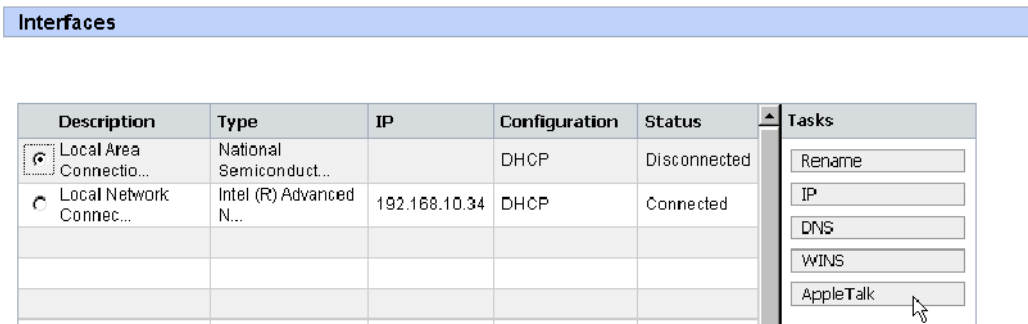 Interfaces
Description Type IP Configuration Status Tasks
Local Area Connectio... National Semiconduct... DHCP Disconnected
Local Network Connec... Intel (R) Advanced N... 192.168.10.34 DHCP Connected
Rename
IP
DNS
WINS
AppleTalk